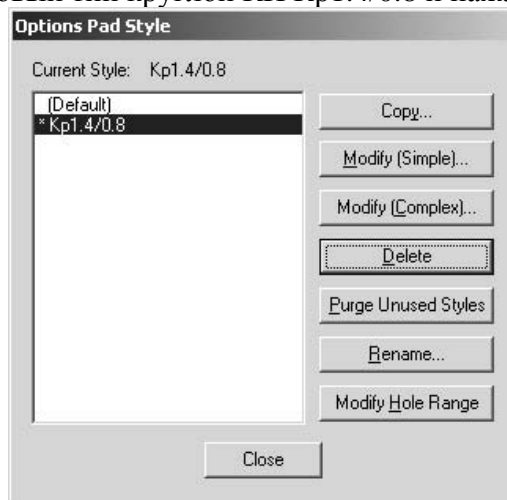 Options Pad Style
Current Style: Kp1.4/0.8
(Default)
* Kp1.4/0.8
Copy...
Modify (Simple)...
Modify (Complex)...
Delete
Purge Unused Styles
Rename...
Modify Hole Range
Close